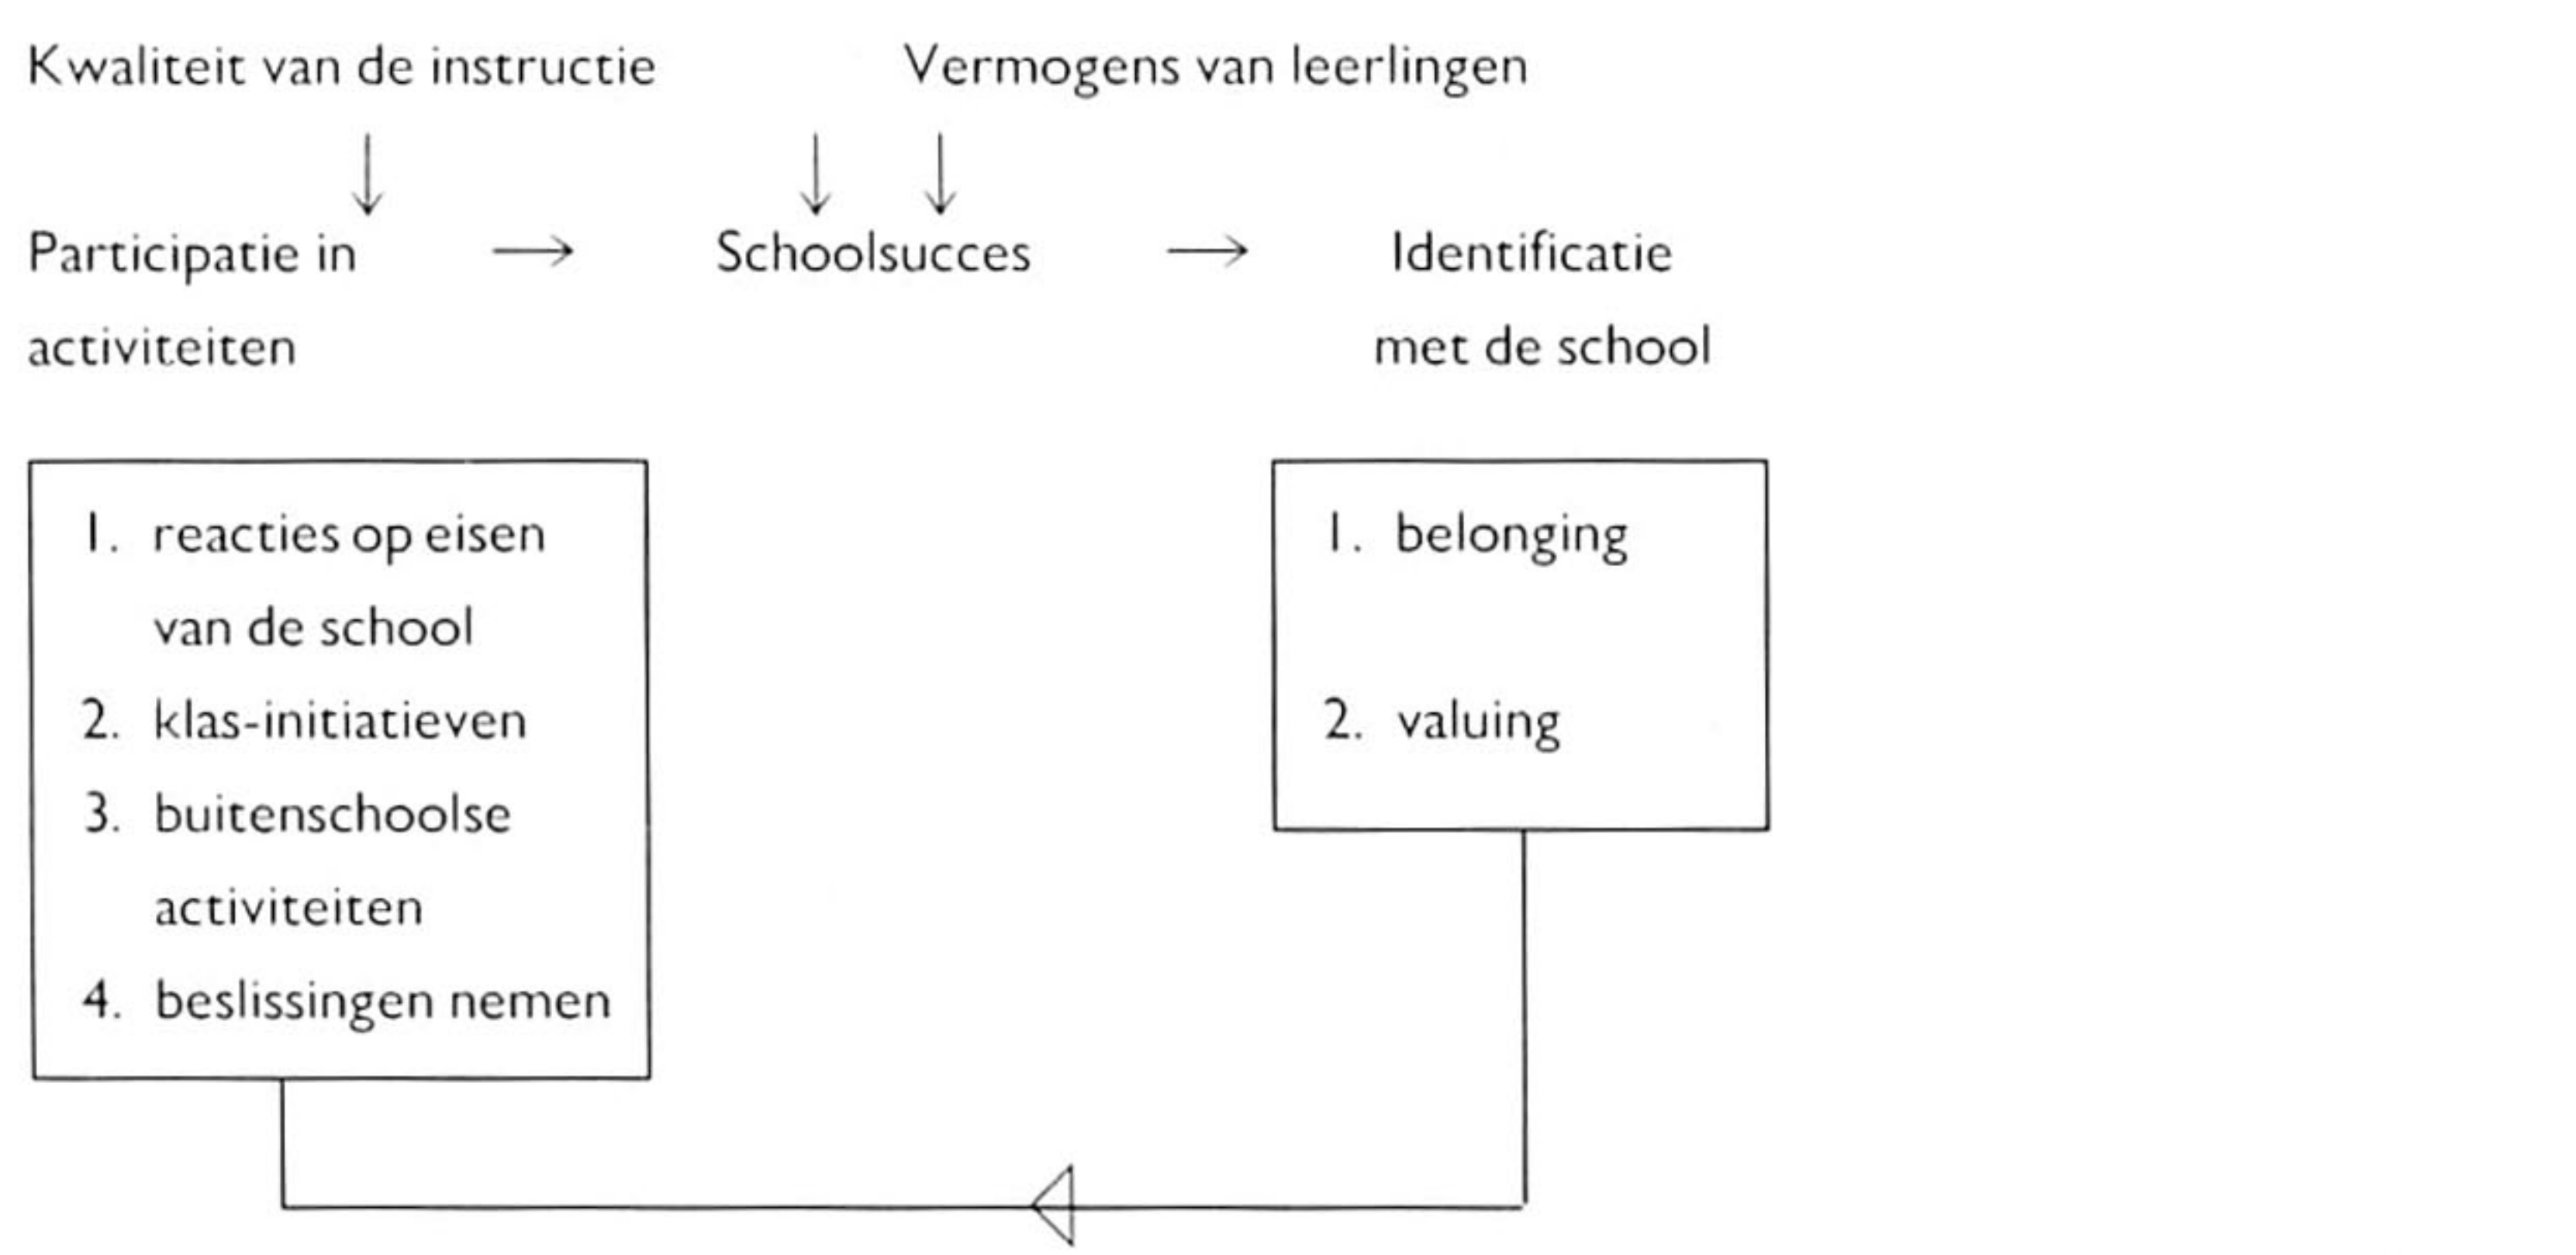 Kwaliteit van de instructie Vermogens van leerlingen
↓ ↓ ↓
Participatie in → Schoolsucces → Identificatie
activiteiten met de school
1. reacties op eisen 1. belonging
van de school
2. klas-initiatieven 2. valuing
3. buitenschoolse
activiteiten
4. beslissingen nemen